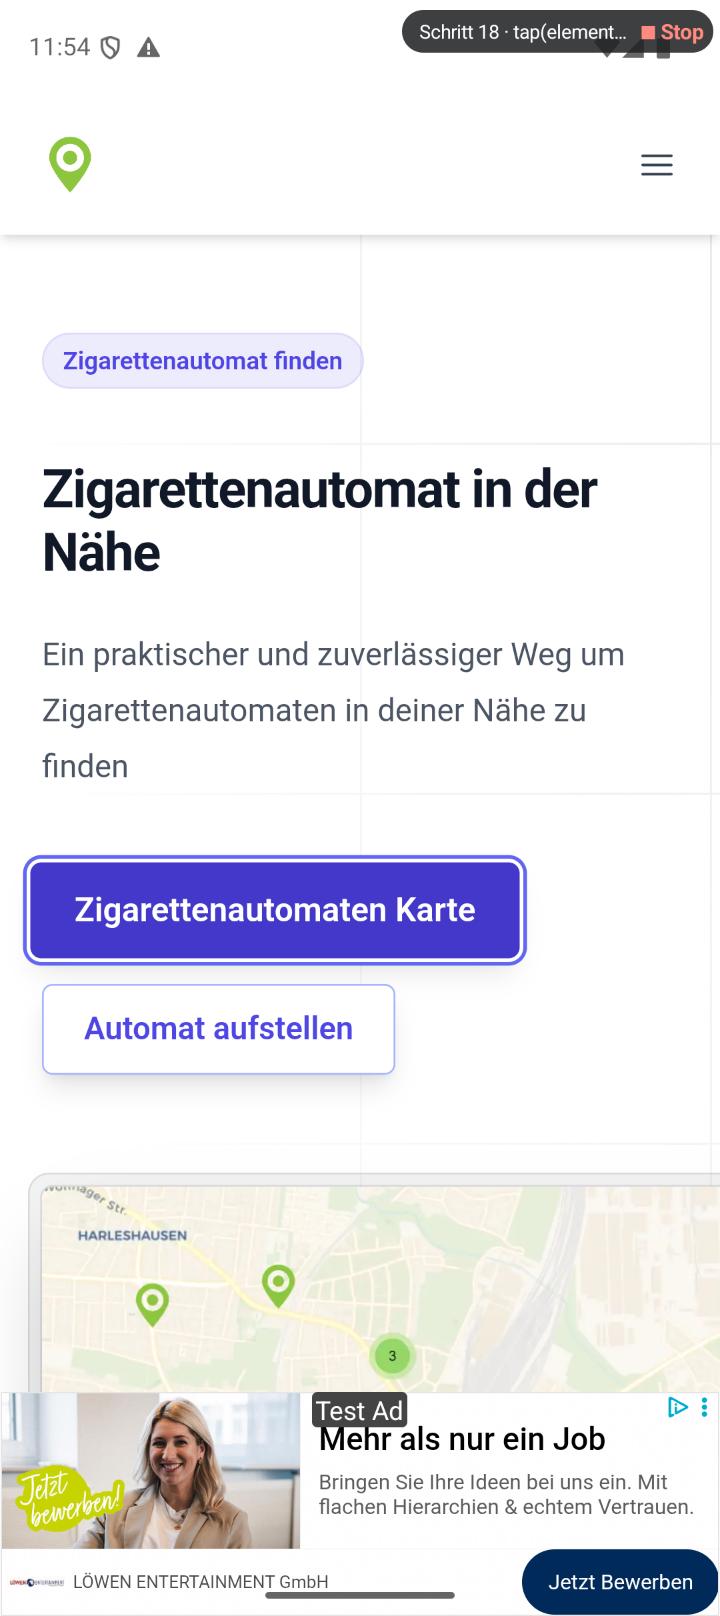 11:54
Schritt 18 · tap(element... Stop
Zigarettenautomat finden
Zigarettenautomat in der
Nähe
Ein praktischer und zuverlässiger Weg um
Zigarettenautomaten in deiner Nähe zu
finden
Zigarettenautomaten Karte
Automat aufstellen
Str.
HARLESHAUSEN
3
Test Ad
Mehr als nur ein Job
Bringen Sie Ihre Ideen bei uns ein. Mit
flachen Hierarchien & echtem Vertrauen.
Jetzt
bewerben!
LÖWEN ENTERTAINMENT GmbH
Jetzt Bewerben